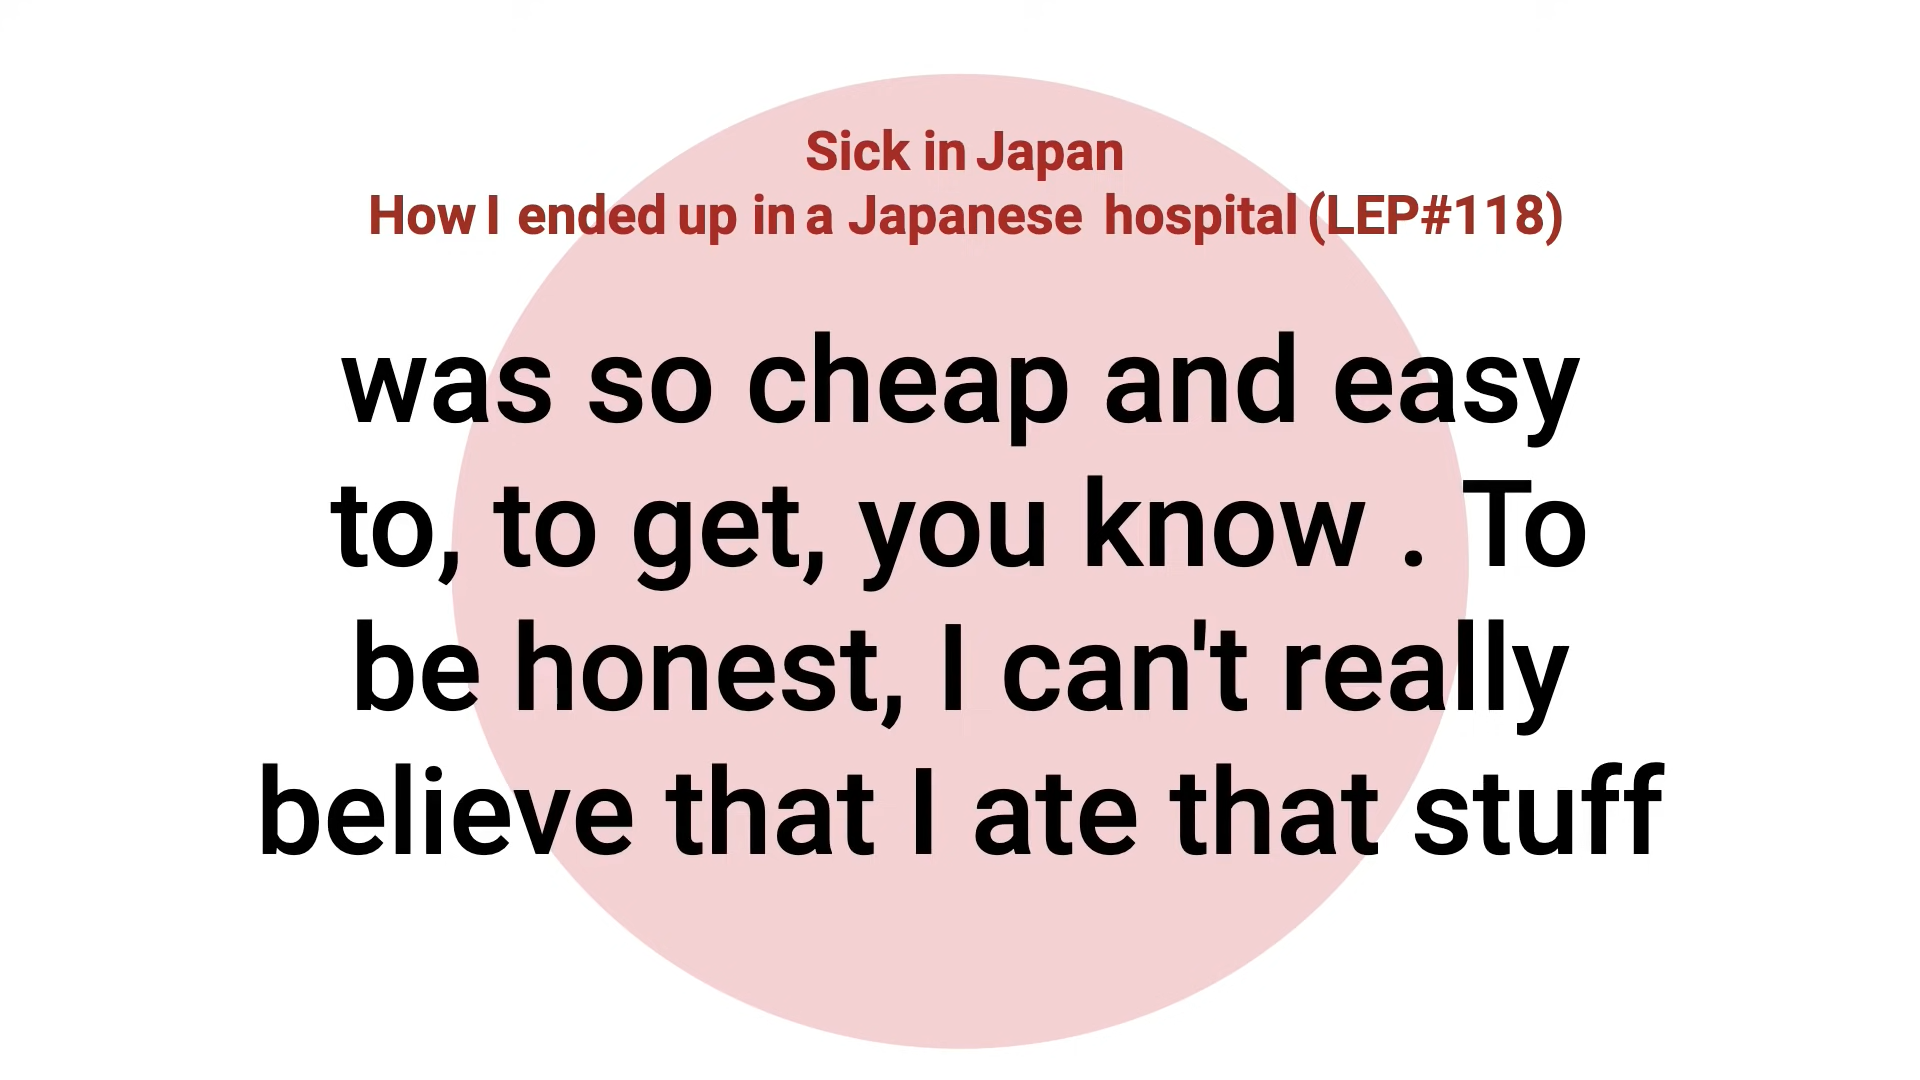 Sick in Japan
How I ended up in a Japanese hospital (LEP#118)
was so cheap and easy
to, to get, you know . To
be honest, I can't really
believe that I ate that stuff